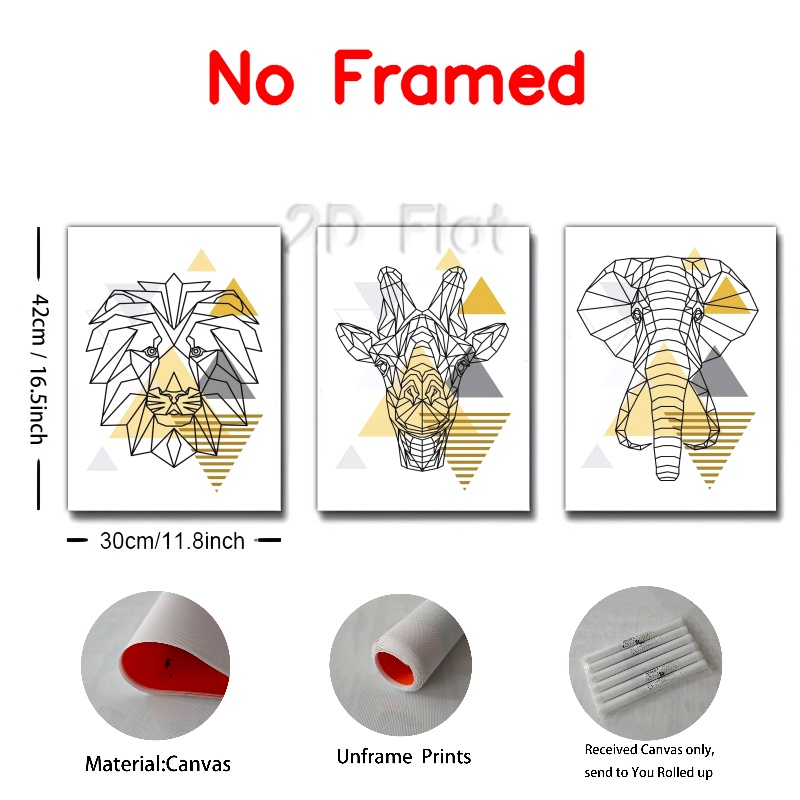 No Framed
2D Flat
42cm / 16.5inch
30cm/11.8inch
Material:Canvas
Unframe Prints
Received Canvas only,
send to You Rolled up